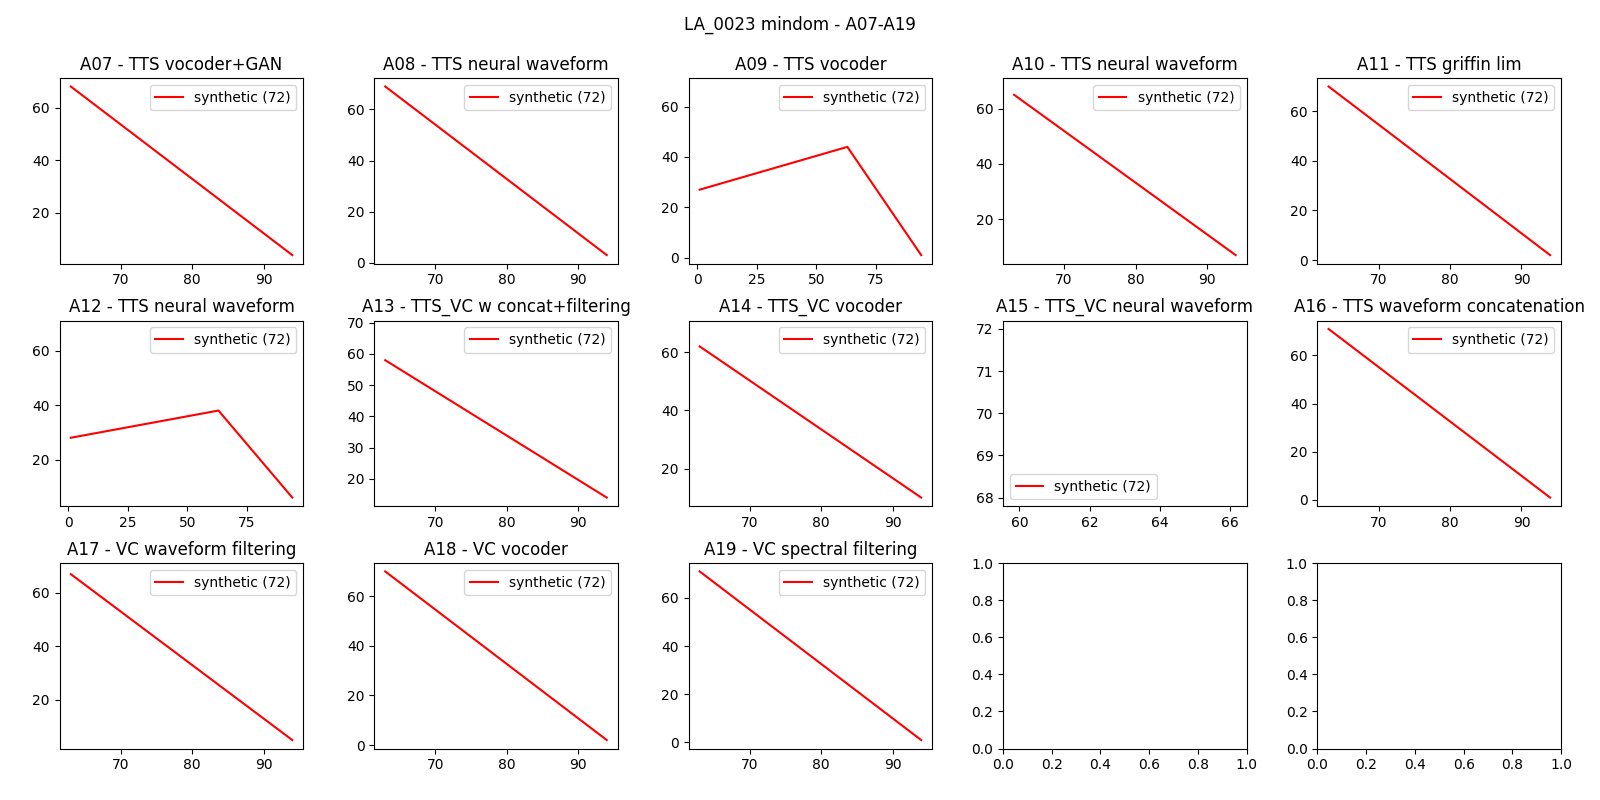 LA_0023 mindom - A07-A19
A07 - TTS vocoder+GAN
A08 - TTS neural waveform
A09 - TTS vocoder
A10 - TTS neural waveform
A11 - TTS griffin lim
synthetic (72)
synthetic (72)
synthetic (72)
synthetic (72)
synthetic (72)
60
40
20
70 80 90
60
40
20
0
70 80 90
60
40
20
0
0 25 50 75
60
40
20
70 80 90
60
40
20
0
70 80 90
A12 - TTS neural waveform
A13 - TTS_VC w concat+filtering
A14 - TTS_VC vocoder
A15 - TTS_VC neural waveform
A16 - TTS waveform concatenation
synthetic (72)
synthetic (72)
synthetic (72)
synthetic (72)
synthetic (72)
60
40
20
0 25 50 75
70
60
50
40
30
20
70 80 90
60
40
20
70 80 90
72
71
70
69
68
60 62 64 66
60
40
20
0
70 80 90
A17 - VC waveform filtering
A18 - VC vocoder
A19 - VC spectral filtering
synthetic (72)
synthetic (72)
synthetic (72)
60
40
20
70 80 90
60
40
20
0
70 80 90
60
40
20
0
70 80 90
1.0
0.8
0.6
0.4
0.2
0.0
0.0 0.2 0.4 0.6 0.8 1.0
1.0
0.8
0.6
0.4
0.2
0.0
0.0 0.2 0.4 0.6 0.8 1.0